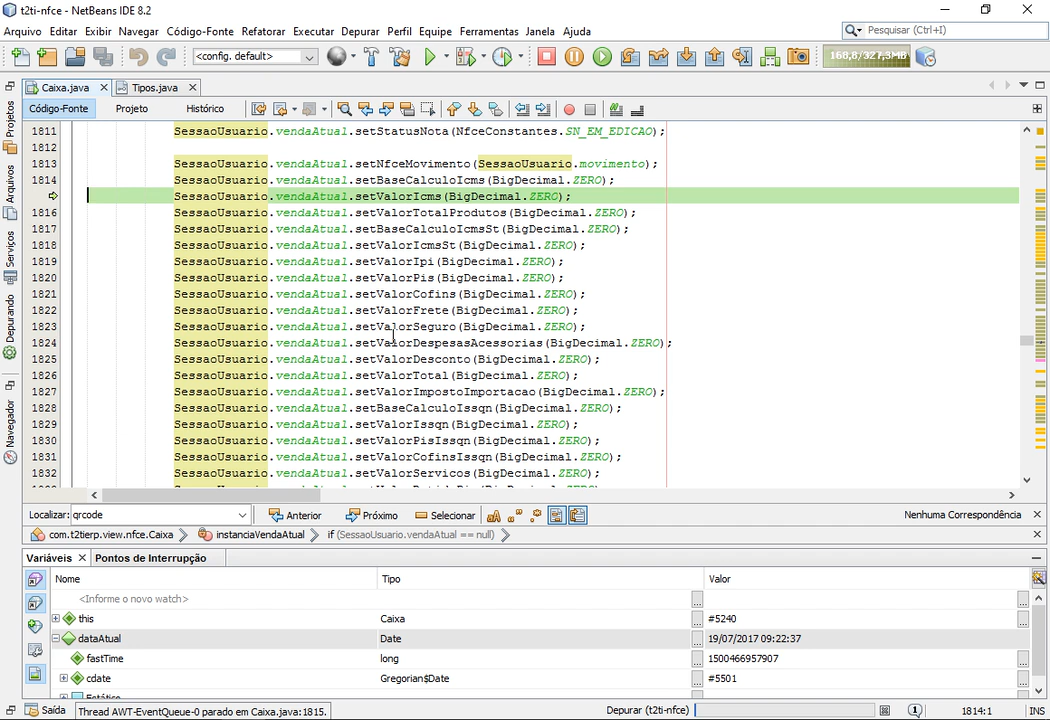 t2ti-nfce - NetBeans IDE 8.2
Arquivo Editar Exibir Navegar Código-Fonte Refatorar Executar Depurar Perfil Equipe Ferramentas Janela Ajuda
Pesquisar (Ctrl+I)
<config. default>
168,8/327,3MB
Caixa.java
Tipos.java
Código-Fonte Projeto Histórico
Projetos
Arquivos
Serviços
Depurando
Navegador
1811 SessaoUsuario.vendaAtual.setStatusNota(NfceConstantes.SN_EM_EDICAO);
1812
1813 SessaoUsuario.vendaAtual.setNfceMovimento(SessaoUsuario.movimento);
1814 SessaoUsuario.vendaAtual.setBaseCalculoIcms(BigDecimal.ZERO);
SessaoUsuario.vendaAtual.setValorIcms(BigDecimal.ZERO);
1816 SessaoUsuario.vendaAtual.setValorTotalProdutos(BigDecimal.ZERO);
1817 SessaoUsuario.vendaAtual.setBaseCalculoIcmsSt(BigDecimal.ZERO);
1818 SessaoUsuario.vendaAtual.setValorIcmsSt(BigDecimal.ZERO);
1819 SessaoUsuario.vendaAtual.setValorIpi(BigDecimal.ZERO);
1820 SessaoUsuario.vendaAtual.setValorPis(BigDecimal.ZERO);
1821 SessaoUsuario.vendaAtual.setValorCofins(BigDecimal.ZERO);
1822 SessaoUsuario.vendaAtual.setValorFrete(BigDecimal.ZERO);
1823 SessaoUsuario.vendaAtual.setValorSeguro(BigDecimal.ZERO);
1824 SessaoUsuario.vendaAtual.setValorDespesasAcessorias(BigDecimal.ZERO);
1825 SessaoUsuario.vendaAtual.setValorDesconto(BigDecimal.ZERO);
1826 SessaoUsuario.vendaAtual.setValorTotal(BigDecimal.ZERO);
1827 SessaoUsuario.vendaAtual.setValorImpostoImportacao(BigDecimal.ZERO);
1828 SessaoUsuario.vendaAtual.setBaseCalculoIssqn(BigDecimal.ZERO);
1829 SessaoUsuario.vendaAtual.setValorIssqn(BigDecimal.ZERO);
1830 SessaoUsuario.vendaAtual.setValorPisIssqn(BigDecimal.ZERO);
1831 SessaoUsuario.vendaAtual.setValorCofinsIssqn(BigDecimal.ZERO);
1832 SessaoUsuario.vendaAtual.setValorServicos(BigDecimal.ZERO);
Localizar: qrcode Anterior Próximo Selecionar Nenhuma Correspondência
com.t2tierp.view.nfce.Caixa instanciaVendaAtual if (SessaoUsuario.vendaAtual == null)
Variáveis Pontos de Interrupção
Nome Tipo Valor
<Informe o novo watch>
this Caixa #5240
dataAtual Date 19/07/2017 09:22:37
fastTime long 1500466957907
cdate Gregorian$Date #5501
Estático
Saída Thread AWT-EventQueue-0 parado em Caixa.java:1815. Depurar (t2ti-nfce) 1814:1 INS